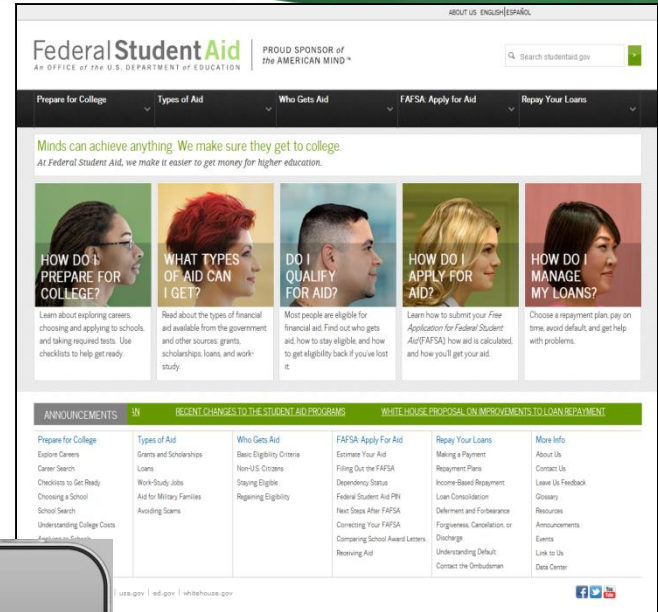 ABOUT US ENGLISH|ESPAÑOL
Federal Student Aid
An OFFICE of the U.S. DEPARTMENT of EDUCATION
PROUD SPONSOR of
the AMERICAN MIND™
Search studentaid.gov
Prepare for College
Types of Aid
Who Gets Aid
FAFSA: Apply for Aid
Repay Your Loans
Minds can achieve anything. We make sure they get to college.
At Federal Student Aid, we make it easier to get money for higher education.
HOW DO I
PREPARE FOR
COLLEGE?
Learn about exploring careers,
choosing and applying to schools,
and taking required tests. Use
checklists to help get ready.
WHAT TYPES
OF AID CAN
I GET?
Read about the types of financial
aid available from the government
and other sources: grants,
scholarships, loans, and work-
study.
DO I
QUALIFY
FOR AID?
Most people are eligible for
financial aid. Find out who gets
aid, how to stay eligible, and how
to get eligibility back if you've lost
it.
HOW DO I
APPLY FOR
AID?
Learn how to submit your Free
Application for Federal Student
Aid (FAFSA), how aid is calculated,
and how you'll get your aid.
HOW DO I
MANAGE
MY LOANS?
Choose a repayment plan, pay on
time, avoid default, and get help
with problems.
ANNOUNCEMENTS
AN RECENT CHANGES TO THE STUDENT AID PROGRAMS WHITE HOUSE PROPOSAL ON IMPROVEMENTS TO LOAN REPAYMENT
Prepare for College
Explore Careers
Career Search
Checklists to Get Ready
Choosing a School
School Search
Understanding College Costs
Types of Aid
Grants and Scholarships
Loans
Work-Study Jobs
Aid for Military Families
Avoiding Scams
Who Gets Aid
Basic Eligibility Criteria
Non-U.S. Citizens
Staying Eligible
Regaining Eligibility
FAFSA: Apply For Aid
Estimate Your Aid
Filling Out the FAFSA
Dependency Status
Federal Student Aid PIN
Next Steps After FAFSA
Correcting Your FAFSA
Comparing School Award Letters
Receiving Aid
Repay Your Loans
Making a Payment
Repayment Plans
Income-Based Repayment
Loan Consolidation
Deferment and Forbearance
Forgiveness, Cancellation, or
Discharge
Understanding Default
Contact the Ombudsman
More Info
About Us
Contact Us
Leave Us Feedback
Glossary
Resources
Announcements
Events
Link to Us
Data Center
usa.gov | ed.gov | whitehouse.gov
You
Tube